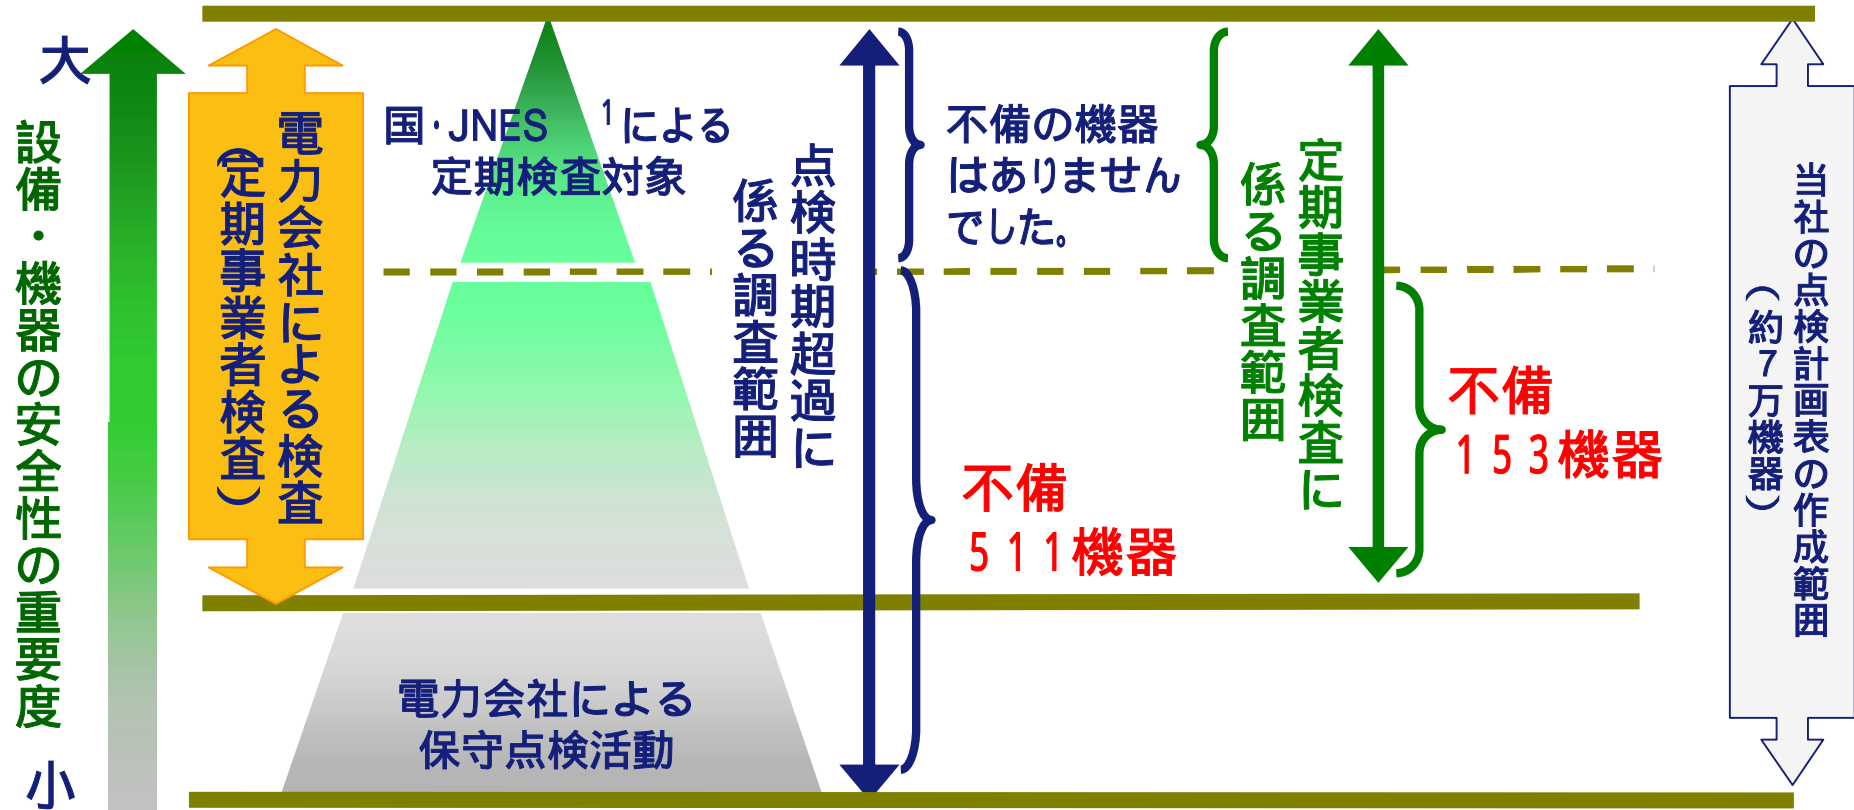 大
設備・機器の安全性の重要度
小
電力会社による検査
(定期事業者検査)
国・JNES 1による
定期検査対象
電力会社による
保守点検活動
点検時期超過に
係る調査範囲
不備の機器
はありません
でした。
不備
511機器
定期事業者検査に
係る調査範囲
不備
153機器
当社の点検計画表の作成範囲
(約7万機器)